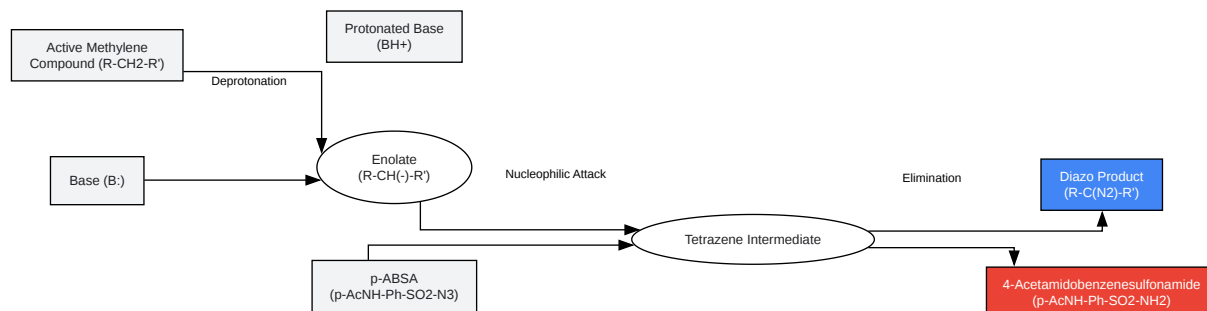 Protonated Base
(BH+)
Active Methylene
Compound (R-CH2-R')
Deprotonation
Enolate
(R-CH(-)-R')
Base (B:)
Nucleophilic Attack
Elimination
Diazo Product
(R-C(N2)-R')
Tetrazene Intermediate
p-ABSA
(p-AcNH-Ph-SO2-N3)
4-Acetamidobenzenesulfonamide
(p-AcNH-Ph-SO2-NH2)